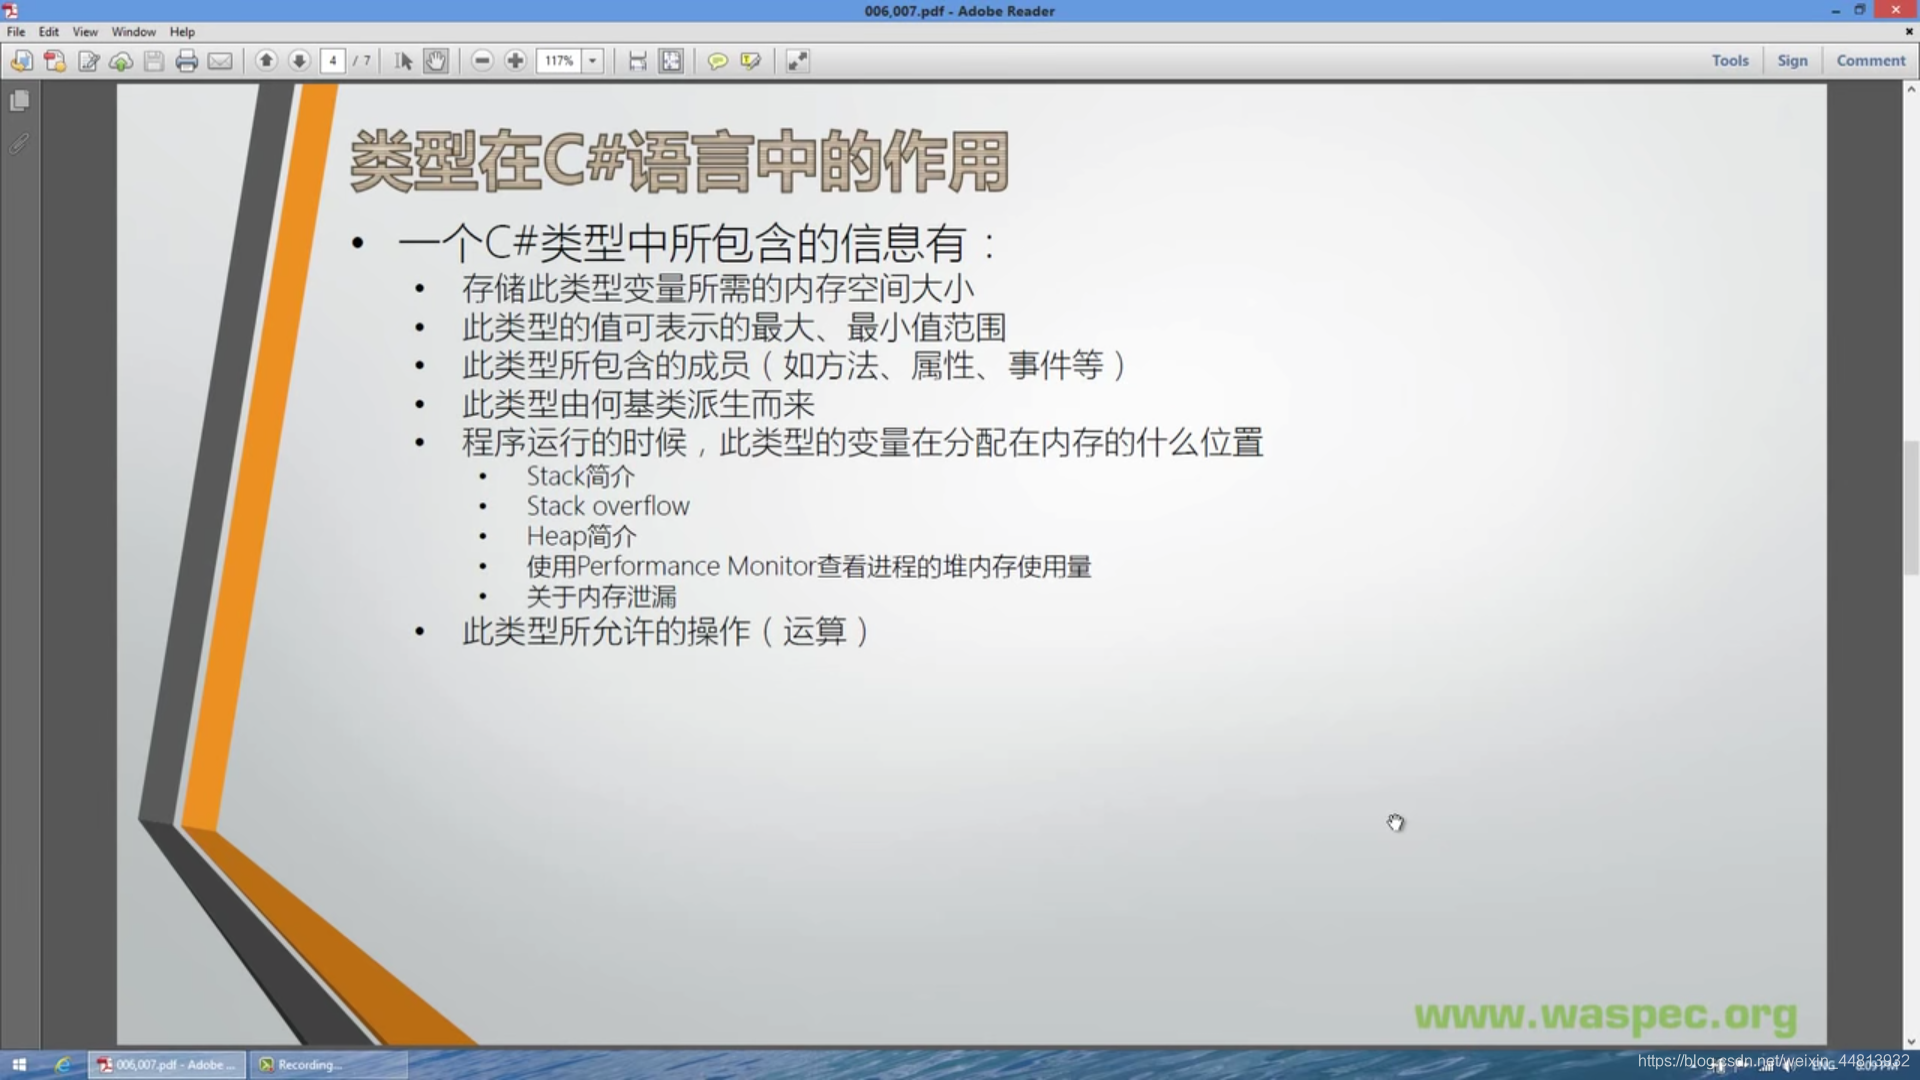 006,007.pdf - Adobe Reader
File Edit View Window Help
4 / 7 117% Tools Sign Comment
类型在C#语言中的作用
• 一个C#类型中所包含的信息有：
• 存储此类型变量所需的内存空间大小
• 此类型的值可表示的最大、最小值范围
• 此类型所包含的成员（如方法、属性、事件等）
• 此类型由何基类派生而来
• 程序运行的时候，此类型的变量在分配在内存的什么位置
• Stack简介
• Stack overflow
• Heap简介
• 使用Performance Monitor查看进程的堆内存使用量
• 关于内存泄漏
• 此类型所允许的操作（运算）
www.waspec.org
006,007.pdf - Adobe ... Recording...
https://blog.csdn.net/weixin_44813932